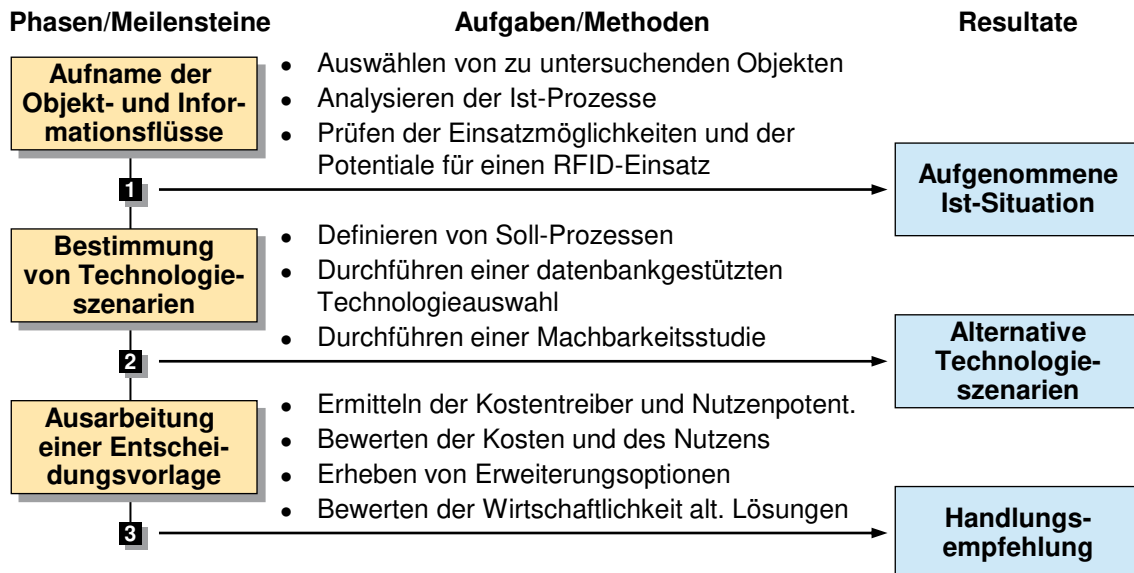 Phasen/Meilensteine
Aufgaben/Methoden
Resultate
Aufname der
Objekt- und Infor-
mationsflüsse
• Auswählen von zu untersuchenden Objekten
• Analysieren der Ist-Prozesse
• Prüfen der Einsatzmöglichkeiten und der
Potentiale für einen RFID-Einsatz
1
Aufgenommene
Ist-Situation
Bestimmung
von Technologie-
szenarien
• Definieren von Soll-Prozessen
• Durchführen einer datenbankgestützten
Technologieauswahl
• Durchführen einer Machbarkeitsstudie
2
Alternative
Technologie-
szenarien
Ausarbeitung
einer Entschei-
dungsvorlage
• Ermitteln der Kostentreiber und Nutzenpotent.
• Bewerten der Kosten und des Nutzens
• Erheben von Erweiterungsoptionen
• Bewerten der Wirtschaftlichkeit alt. Lösungen
3
Handlungs-
empfehlung